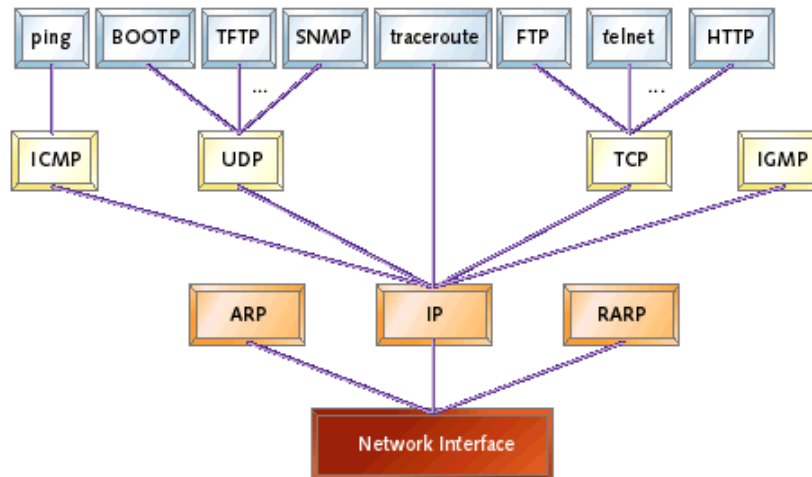 ping BOOTP TFTP SNMP traceroute FTP telnet HTTP
... ...
ICMP UDP TCP IGMP
ARP IP RARP
Network Interface